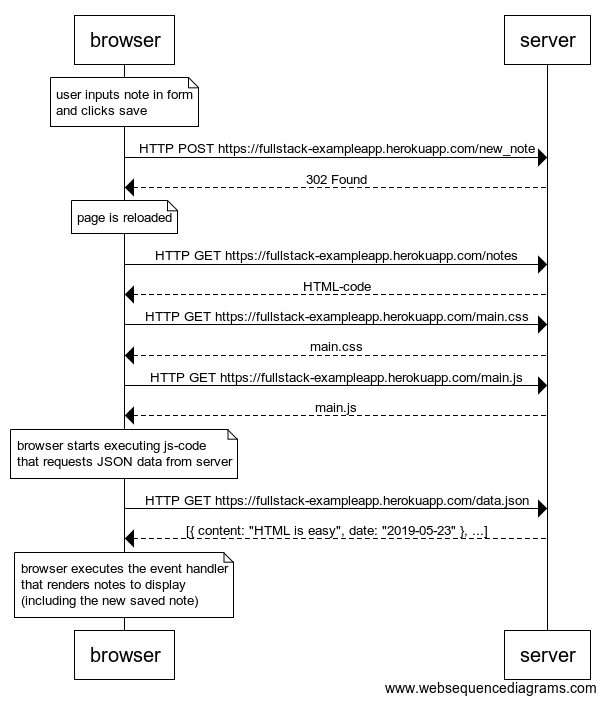 browser
server
user inputs note in form
and clicks save
HTTP POST https://fullstack-exampleapp.herokuapp.com/new_note
302 Found
page is reloaded
HTTP GET https://fullstack-exampleapp.herokuapp.com/notes
HTML-code
HTTP GET https://fullstack-exampleapp.herokuapp.com/main.css
main.css
HTTP GET https://fullstack-exampleapp.herokuapp.com/main.js
main.js
browser starts executing js-code
that requests JSON data from server
HTTP GET https://fullstack-exampleapp.herokuapp.com/data.json
[{ content: "HTML is easy", date: "2019-05-23" }, ...]
browser executes the event handler
that renders notes to display
(including the new saved note)
browser
server
www.websequencediagrams.com